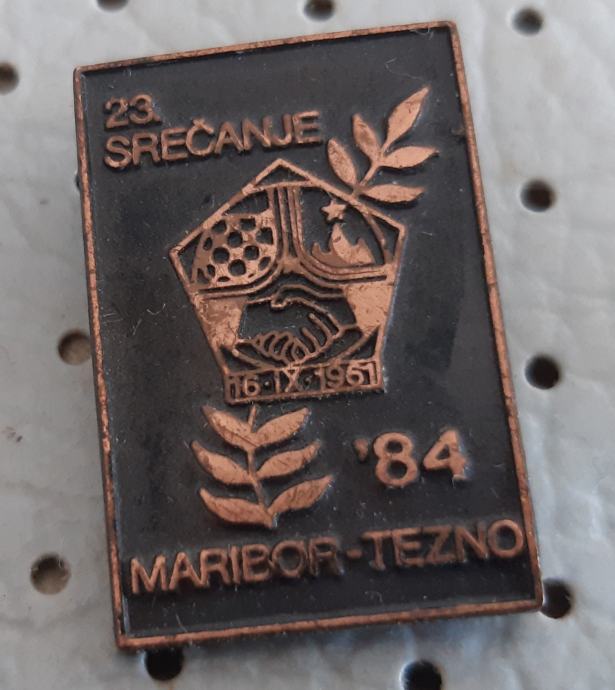 23.
SREČANJE
16·IX·1961
'84
MARIBOR-TEZNO